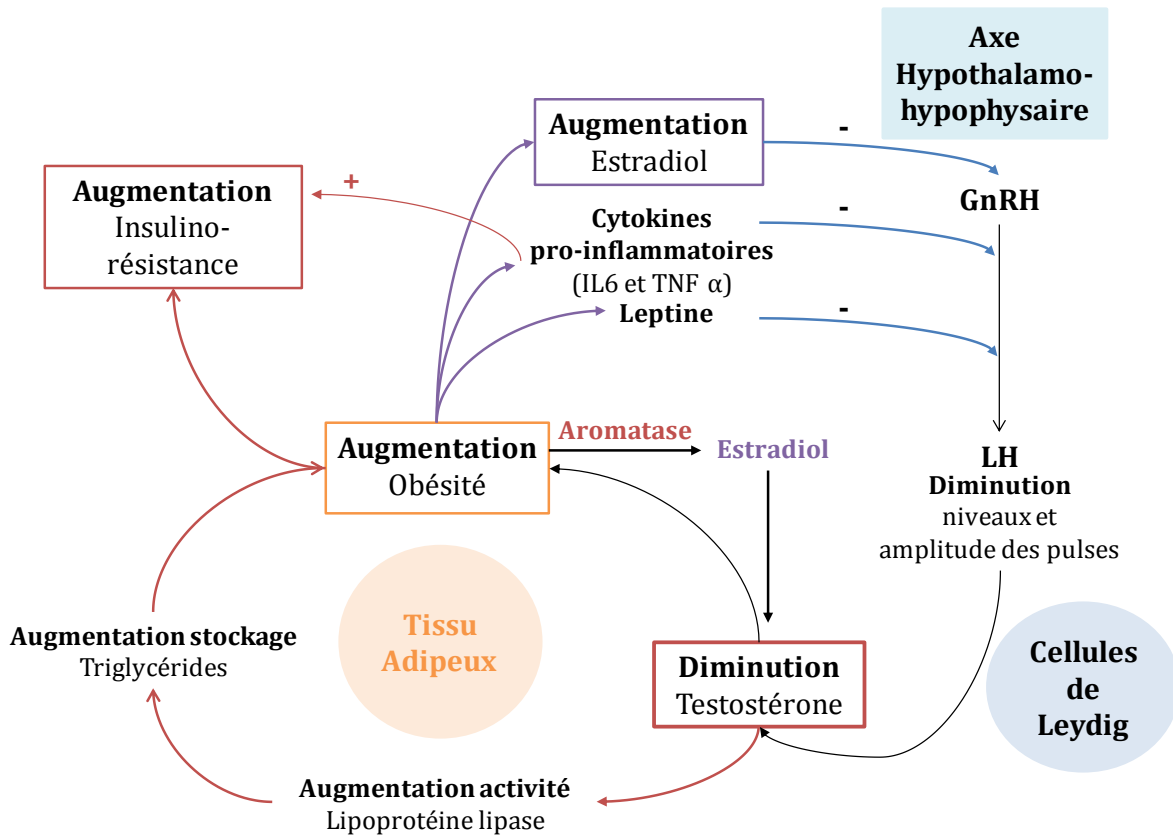 Axe
Hypothalamo-
hypophysaire
Augmentation
Estradiol
-
GnRH
Augmentation
Insulino-
résistance
+
Cytokines
pro-inflammatoires
(IL6 et TNF α)
Leptine
-
-
Augmentation
Obésité
Aromatase
Estradiol
LH
Diminution
niveaux et
amplitude des pulses
Augmentation stockage
Triglycérides
Tissu
Adipeux
Diminution
Testostérone
Cellules
de
Leydig
Augmentation activité
Lipoprotéine lipase